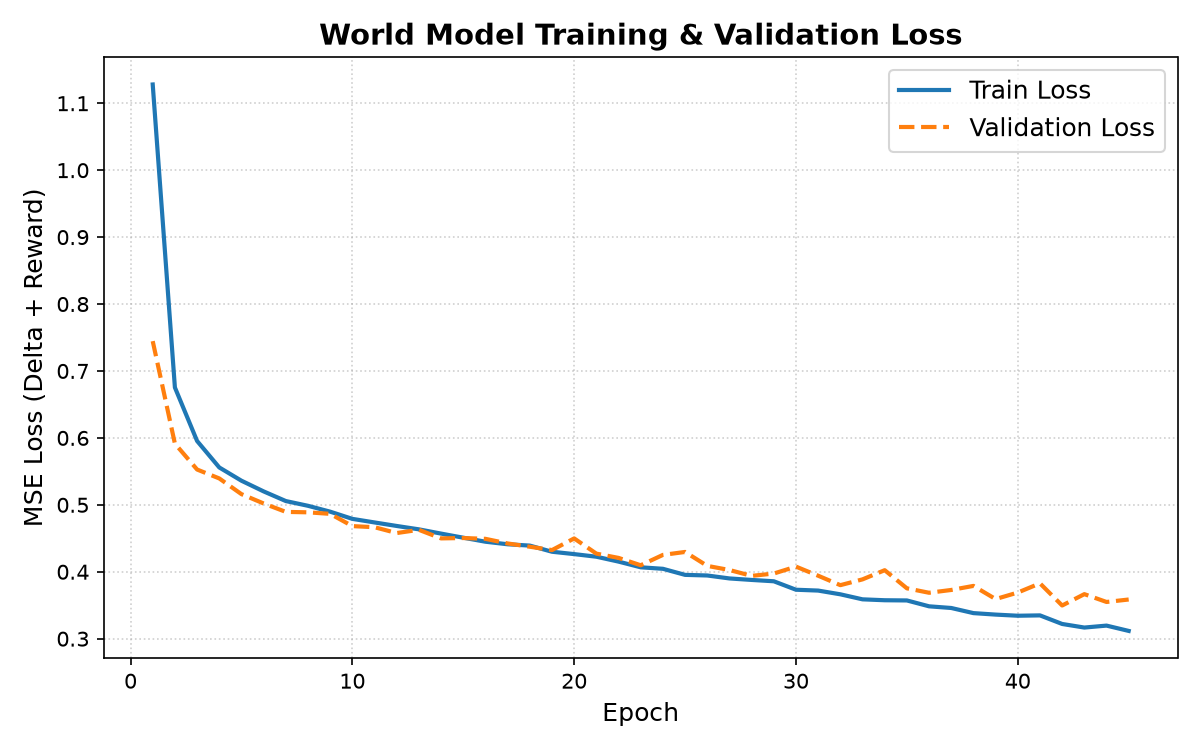 World Model Training & Validation Loss
Train Loss
Validation Loss
MSE Loss (Delta + Reward)
1.1
1.0
0.9
0.8
0.7
0.6
0.5
0.4
0.3
0
10
20
30
40
Epoch